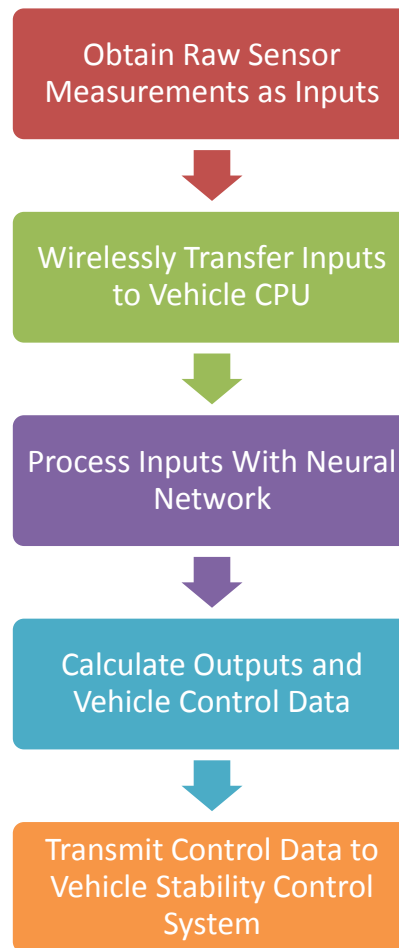 Obtain Raw Sensor
Measurements as Inputs
Wirelessly Transfer Inputs
to Vehicle CPU
Process Inputs With Neural
Network
Calculate Outputs and
Vehicle Control Data
Transmit Control Data to
Vehicle Stability Control
System